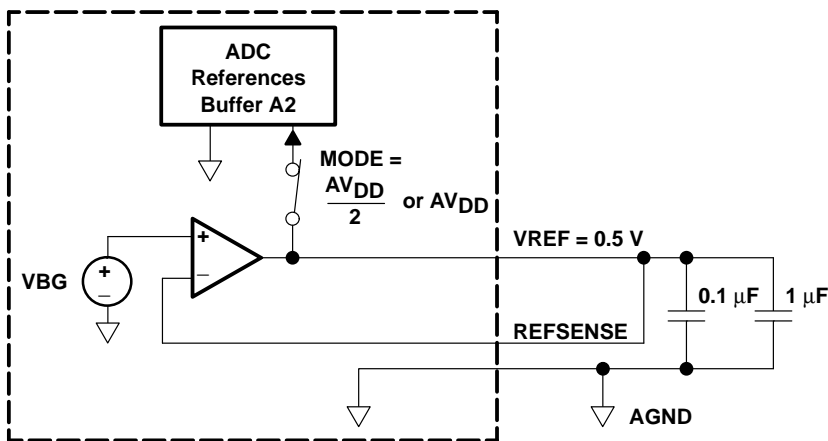 ADC
References
Buffer A2
MODE =
AVDD
2
or AVDD
VBG
+
−
+
−
VREF = 0.5 V
0.1 μF
1 μF
REFSENSE
AGND